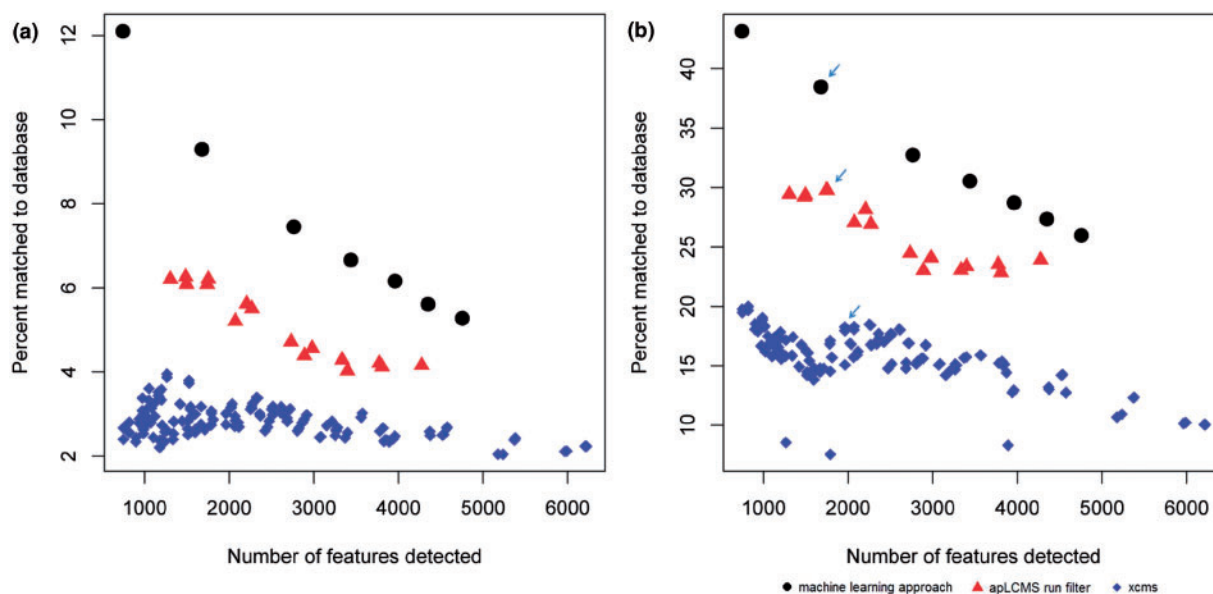 (a)
Percent matched to database
12
10
8
6
4
2
1000 2000 3000 4000 5000 6000
Number of features detected
(b)
Percent matched to database
40
35
30
25
20
15
10
1000 2000 3000 4000 5000 6000
Number of features detected
machine learning approach apLCMS run filter xcms